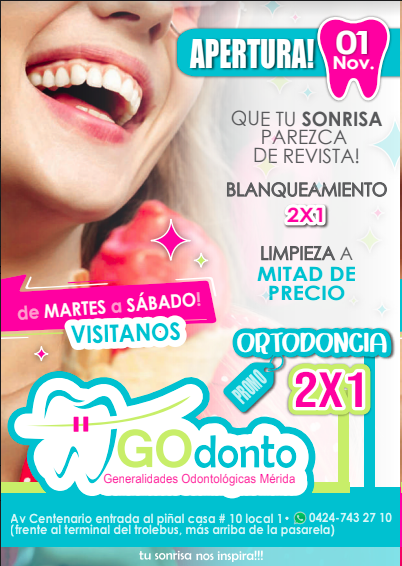 APERTURA!
01
Nov.
QUE TU SONRISA
PAREZCA
DE REVISTA!
BLANQUEAMIENTO
2X1
LIMPIEZA A
MITAD DE
PRECIO
de MARTES a SÁBADO!
VISITANOS
ORTODONCIA
PROMO
2X1
GOdonto
Generalidades Odontológicas Mérida
Av Centenario entrada al piñal casa # 10 local 1 • 0424-743 27 10
(frente al terminal del trolebus, más arriba de la pasarela)
tu sonrisa nos inspira!!!